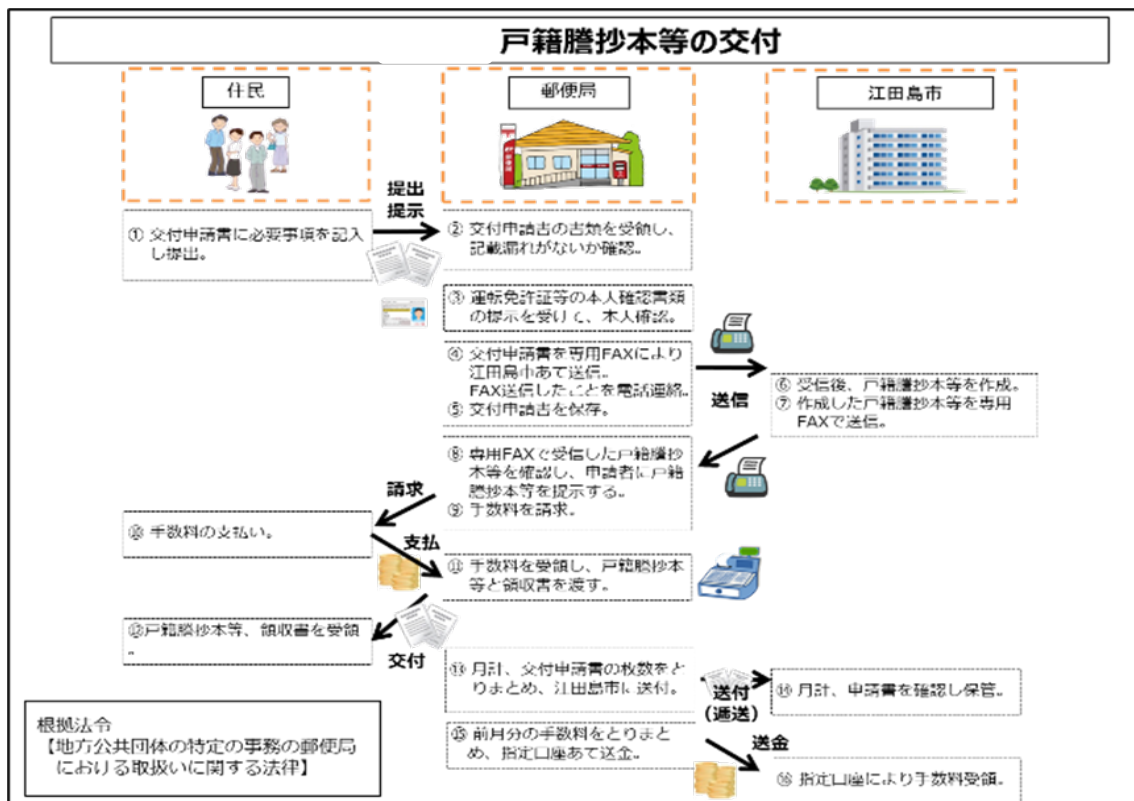 戸籍謄抄本等の交付
住民
郵便局
江田島市
提出
提示
① 交付申請書に必要事項を記入
し提出。
② 交付申請書の書類を受領し、
記載漏れがないか確認。
③ 運転免許証等の本人確認書類
の提示を受けて、本人確認。
④ 交付申請書を専用FAXにより
江田島市あて送信。
FAX送信したことを電話連絡。
⑤ 交付申請書を保存。
送信
⑥ 受信後、戸籍謄抄本等を作成。
⑦ 作成した戸籍謄抄本等を専用
FAXで送信。
⑧ 専用FAXで受信した戸籍謄抄
本等を確認し、申請者に戸籍
謄抄本等を提示する。
⑨ 手数料を請求。
請求
⑩ 手数料の支払い。
支払
⑪ 手数料を受領し、戸籍謄抄本
等と領収書を渡す。
⑫戸籍謄抄本等、領収書を受領
。
交付
⑬ 月計、交付申請書の枚数をと
りまとめ、江田島市に送付。
送付
(逓送)
⑭ 月計、申請書を確認し保管。
⑮ 前月分の手数料をとりまと
め、指定口座あて送金。
送金
⑯ 指定口座により手数料受領。
根拠法令
【地方公共団体の特定の事務の郵便局
における取扱いに関する法律】